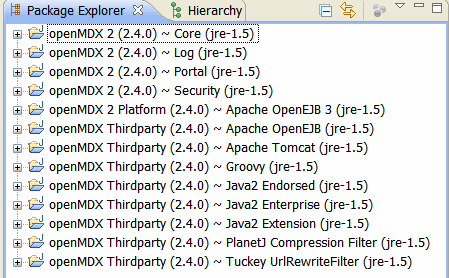 Package Explorer Hierarchy
openMDX 2 (2.4.0) ~ Core (jre-1.5)
openMDX 2 (2.4.0) ~ Log (jre-1.5)
openMDX 2 (2.4.0) ~ Portal (jre-1.5)
openMDX 2 (2.4.0) ~ Security (jre-1.5)
openMDX 2 Platform (2.4.0) ~ Apache OpenEJB 3 (jre-1.5)
openMDX Thirdparty (2.4.0) ~ Apache OpenEJB (jre-1.5)
openMDX Thirdparty (2.4.0) ~ Apache Tomcat (jre-1.5)
openMDX Thirdparty (2.4.0) ~ Groovy (jre-1.5)
openMDX Thirdparty (2.4.0) ~ Java2 Endorsed (jre-1.5)
openMDX Thirdparty (2.4.0) ~ Java2 Enterprise (jre-1.5)
openMDX Thirdparty (2.4.0) ~ Java2 Extension (jre-1.5)
openMDX Thirdparty (2.4.0) ~ PlanetJ Compression Filter (jre-1.5)
openMDX Thirdparty (2.4.0) ~ Tuckey UrlRewriteFilter (jre-1.5)